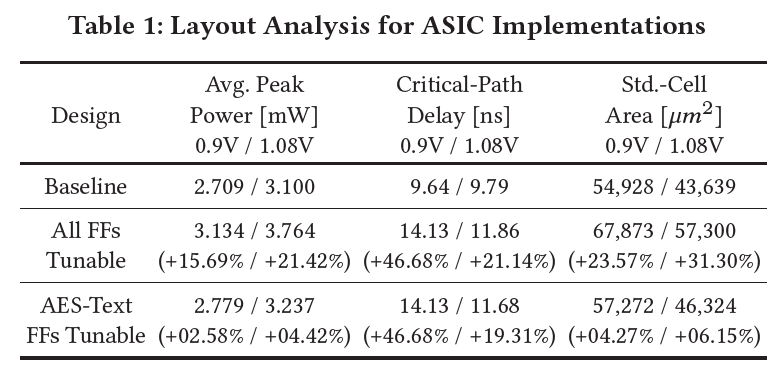 Table 1: Layout Analysis for ASIC Implementations
Design Avg. Peak Power [mW] 0.9V / 1.08V Critical-Path Delay [ns] 0.9V / 1.08V Std.-Cell Area [μm²] 0.9V / 1.08V
Baseline 2.709 / 3.100 9.64 / 9.79 54,928 / 43,639
All FFs 3.134 / 3.764 14.13 / 11.86 67,873 / 57,300
Tunable (+15.69% / +21.42%) (+46.68% / +21.14%) (+23.57% / +31.30%)
AES-Text 2.779 / 3.237 14.13 / 11.68 57,272 / 46,324
FFs Tunable (+02.58% / +04.42%) (+46.68% / +19.31%) (+04.27% / +06.15%)